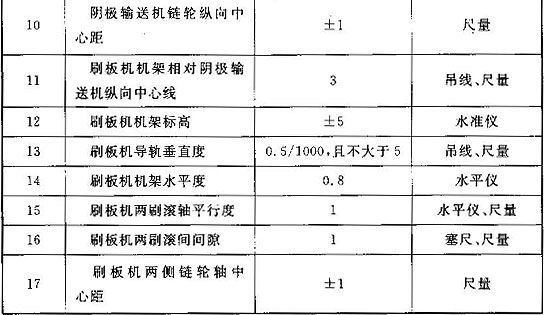 10 阴极输送机链轮纵向中心距 ±1 尺量
11 刷板机机架相对阴极输送机纵向中心线 3 吊线、尺量
12 刷板机机架标高 ±5 水准仪
13 刷板机导轨垂直度 0.5/1000,且不大于5 吊线、尺量
14 刷板机机架水平度 0.8 水平仪
15 刷板机两刷滚轴平行度 1 水平仪、尺量
16 刷板机两刷滚间间隙 1 塞尺、尺量
17 刷板机两侧链轮轴中心距 ±1 尺量